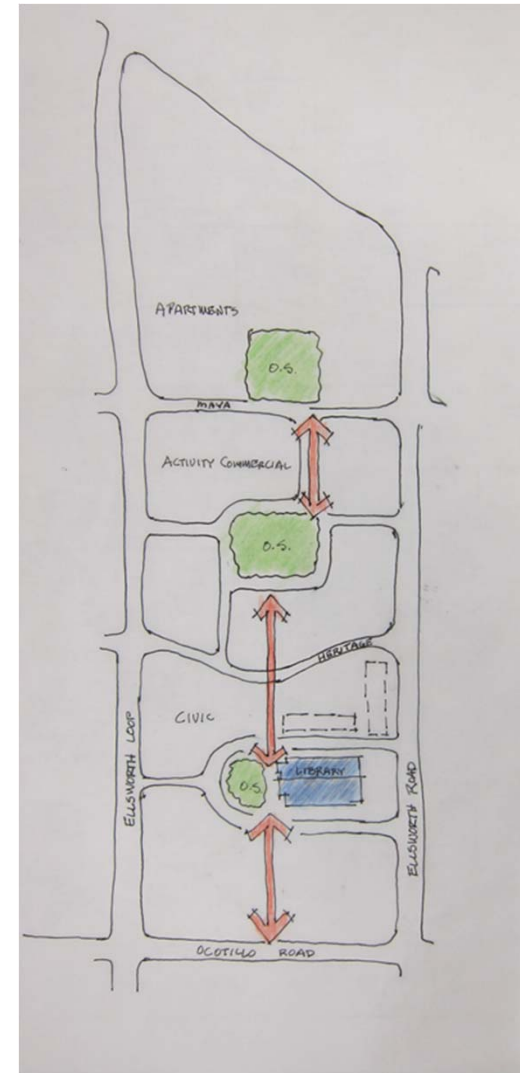 APARTMENTS
O.S.
MAYA
ACTIVITY COMMERCIAL
O.S.
HERITAGE
CIVIC
LIBRARY
O.S.
ELLSWORTH LOOP
ELLSWORTH ROAD
OCOTILLO ROAD